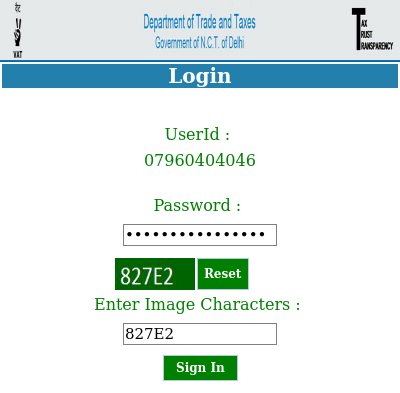 वैट
VAT
Department of Trade and Taxes
Government of N.C.T. of Delhi
TAX
TRUST
TRANSPARENCY
Login
UserId :
07960404046
Password :
••••••••••••••••
827E2 Reset
Enter Image Characters :
827E2
Sign In